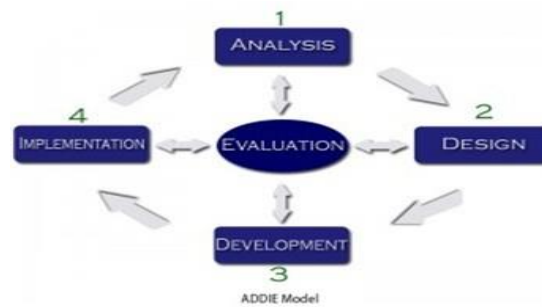 1
ANALYSIS
4
2
IMPLEMENTATION
EVALUATION
DESIGN
DEVELOPMENT
3
ADDIE Model